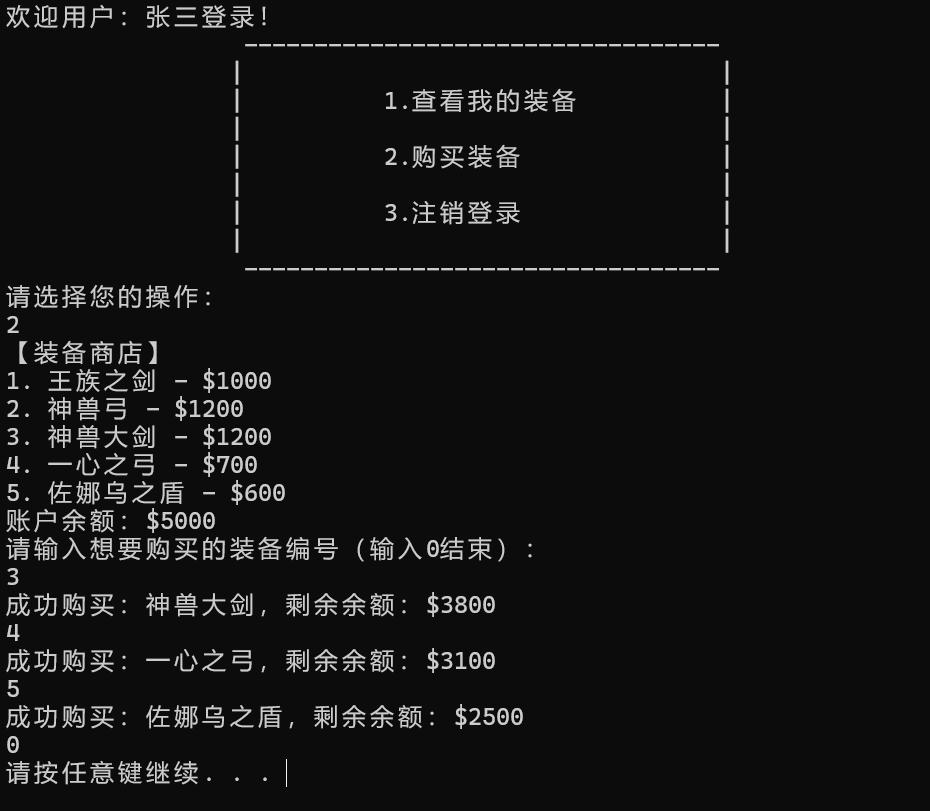 欢迎用户：张三登录！
----------------------------------
|                                  |
|          1.查看我的装备          |
|                                  |
|          2.购买装备              |
|                                  |
|          3.注销登录              |
|                                  |
----------------------------------
请选择您的操作：
2
【装备商店】
1. 王族之剑 - $1000
2. 神兽弓 - $1200
3. 神兽大剑 - $1200
4. 一心之弓 - $700
5. 佐娜乌之盾 - $600
账户余额：$5000
请输入想要购买的装备编号（输入0结束）：
3
成功购买：神兽大剑，剩余余额：$3800
4
成功购买：一心之弓，剩余余额：$3100
5
成功购买：佐娜乌之盾，剩余余额：$2500
0
请按任意键继续. . .